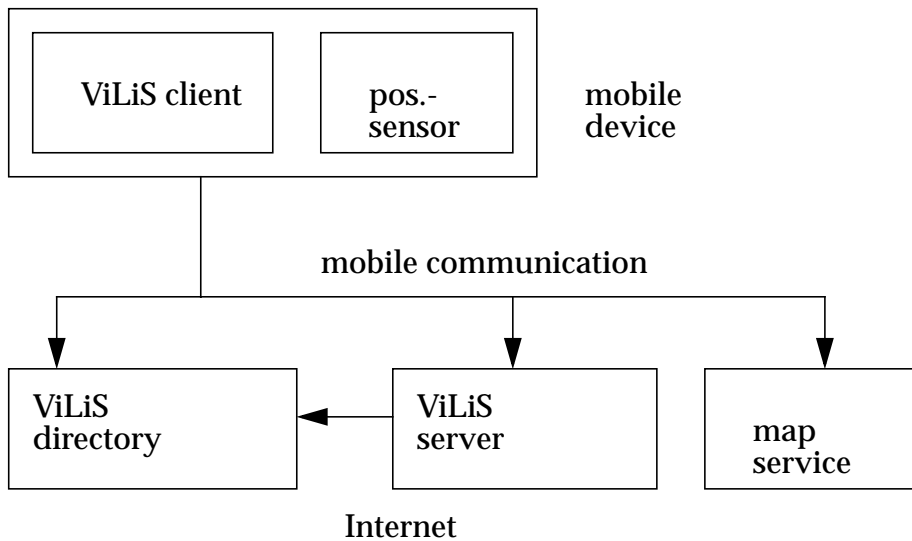 ViLiS client
pos.-
sensor
mobile
device
mobile communication
ViLiS
directory
ViLiS
server
map
service
Internet